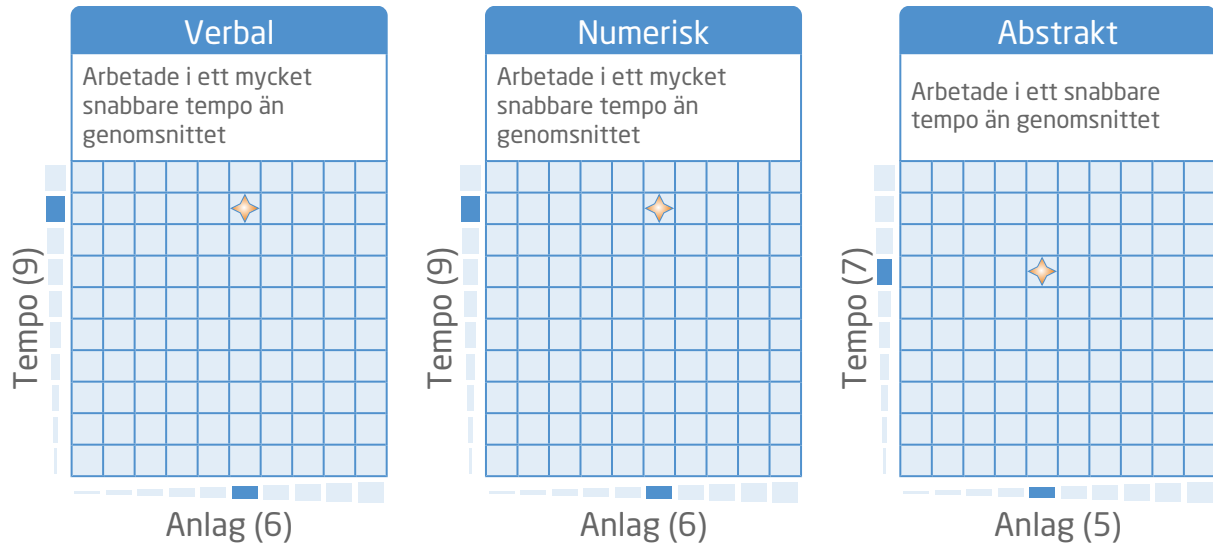 Verbal
Arbetade i ett mycket
snabbare tempo än
genomsnittet
Tempo (9)
Anlag (6)
Numerisk
Arbetade i ett mycket
snabbare tempo än
genomsnittet
Tempo (9)
Anlag (6)
Abstrakt
Arbetade i ett snabbare
tempo än genomsnittet
Tempo (7)
Anlag (5)